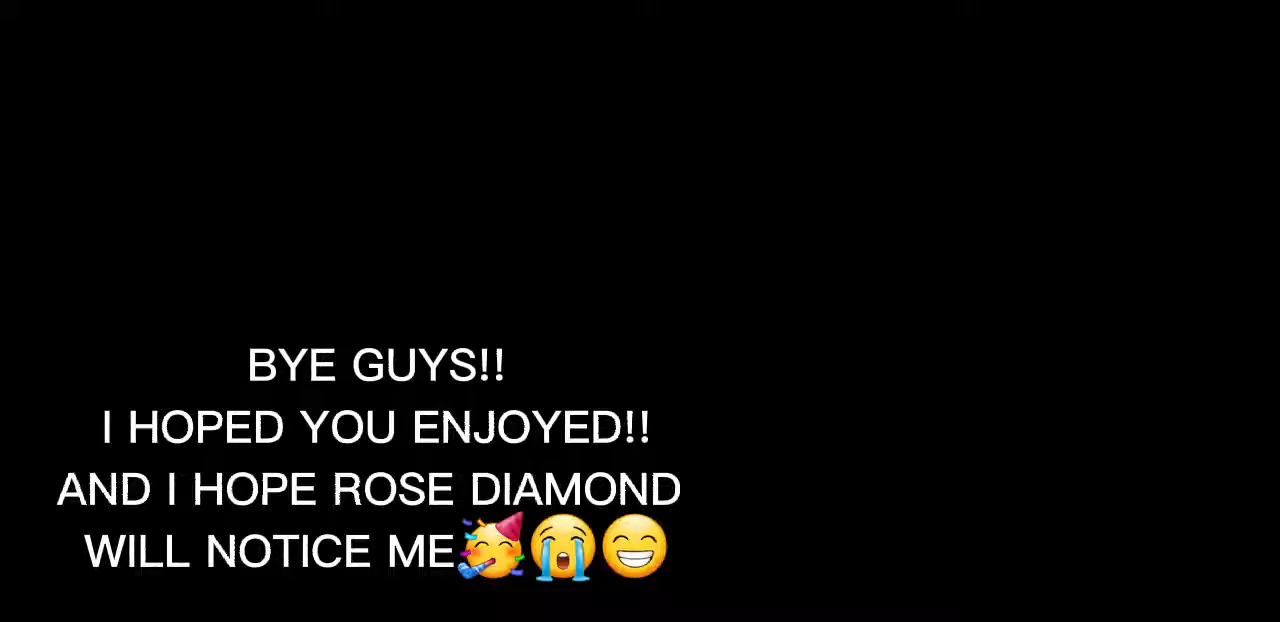 BYE GUYS!!
I HOPED YOU ENJOYED!!
AND I HOPE ROSE DIAMOND
WILL NOTICE ME🥳😭😁